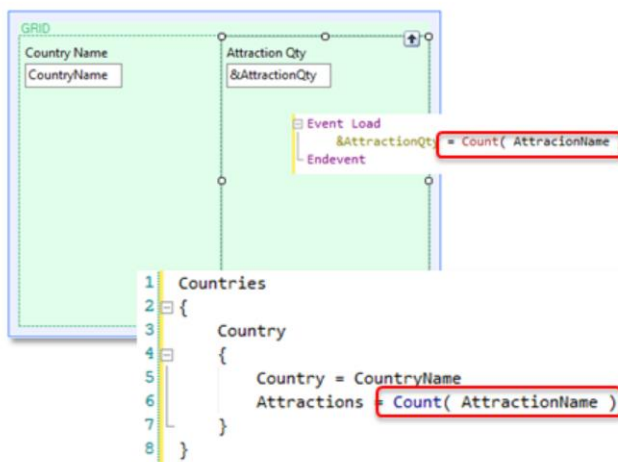 GRID
Country Name
Attraction Qty
CountryName
&AttractionQty
Event Load
&AttractionQty = Count( AttracionName
Endevent
1 Countries
2 {
3 Country
4 {
5 Country = CountryName
6 Attractions = Count( AttractionName )
7 }
8 }